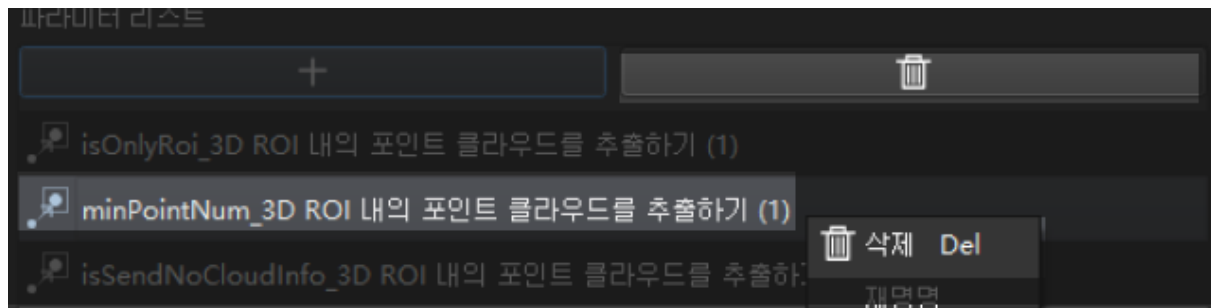 파라미터 리스트
+
isOnlyRoi_3D ROI 내의 포인트 클라우드를 추출하기 (1)
minPointNum_3D ROI 내의 포인트 클라우드를 추출하기 (1)
삭제 Del
isSendNoCloudInfo_3D ROI 내의 포인트 클라우드를 추출하
재명명